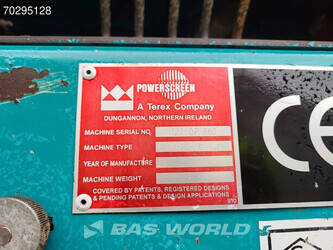 70295128
POWERSCREEN
A Terex Company
DUNGANNON, NORTHERN IRELAND
MACHINE SERIAL NO.
MACHINE TYPE
YEAR OF MANUFACTURE
MACHINE WEIGHT
COVERED BY PATENTS, REGISTERED DESIGNS
& PENDING PATENTS & DESIGN APPLICATIONS
CE
BAS WORLD